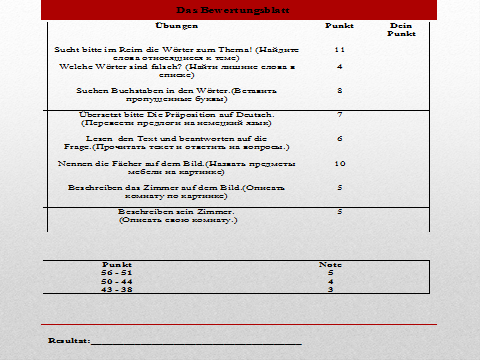 Das Bewertungsblatt
Übungen Punkt Dein
Punkt
Sucht bitte im Reim die Wörter zum Thema! (Найдите 11
слова относящиеся к теме)
Welche Wörter sind falsch? (Найти лишние слова в 4
списке)
Suchen Buchstaben in den Wörter.(Вставить 8
пропущенные буквы)
Übersetzt bitte Die Präposition auf Deutsch. 7
(Перевести предлоги на немецкий язык)
Lesen den Text und beantworten auf die 6
Frage.(Прочитать текст и ответить на вопросы.)
Nennen die Fächer auf dem Bild.(Назвать предметы 10
мебели на картинке)
Beschreiben das Zimmer auf dem Bild.(Описать 5
комнату по картинке)
Beschreiben sein Zimmer. 5
(Описать свою комнату.)
Punkt Note
56 - 51 5
50 - 44 4
43 - 38 3
Resultat:___________________________________